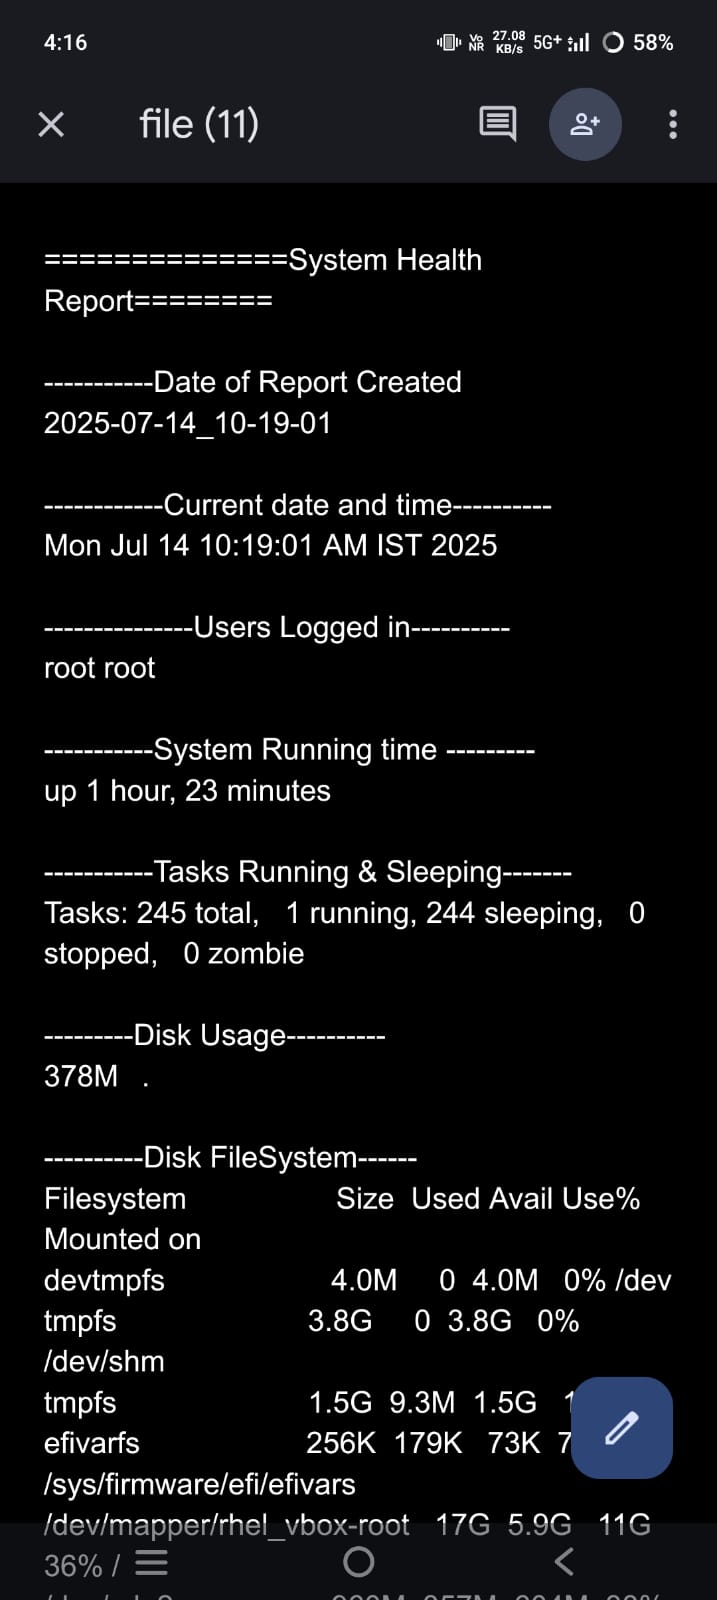 4:16
Vo NR 27.08 KB/s 5G+ 58%
file (11)
==============System Health
Report========
-----------Date of Report Created
2025-07-14_10-19-01
------------Current date and time----------
Mon Jul 14 10:19:01 AM IST 2025
---------------Users Logged in----------
root root
-----------System Running time ---------
up 1 hour, 23 minutes
-----------Tasks Running & Sleeping-------
Tasks: 245 total,   1 running, 244 sleeping,   0
stopped,   0 zombie
---------Disk Usage----------
378M   .
----------Disk FileSystem------
Filesystem                  Size  Used Avail Use%
Mounted on
devtmpfs                    4.0M     0  4.0M   0% /dev
tmpfs                       3.8G     0  3.8G   0%
/dev/shm
tmpfs                       1.5G  9.3M  1.5G
efivarfs                    256K  179K   73K
/sys/firmware/efi/efivars
/dev/mapper/rhel_vbox-root   17G  5.9G   11G
36% /